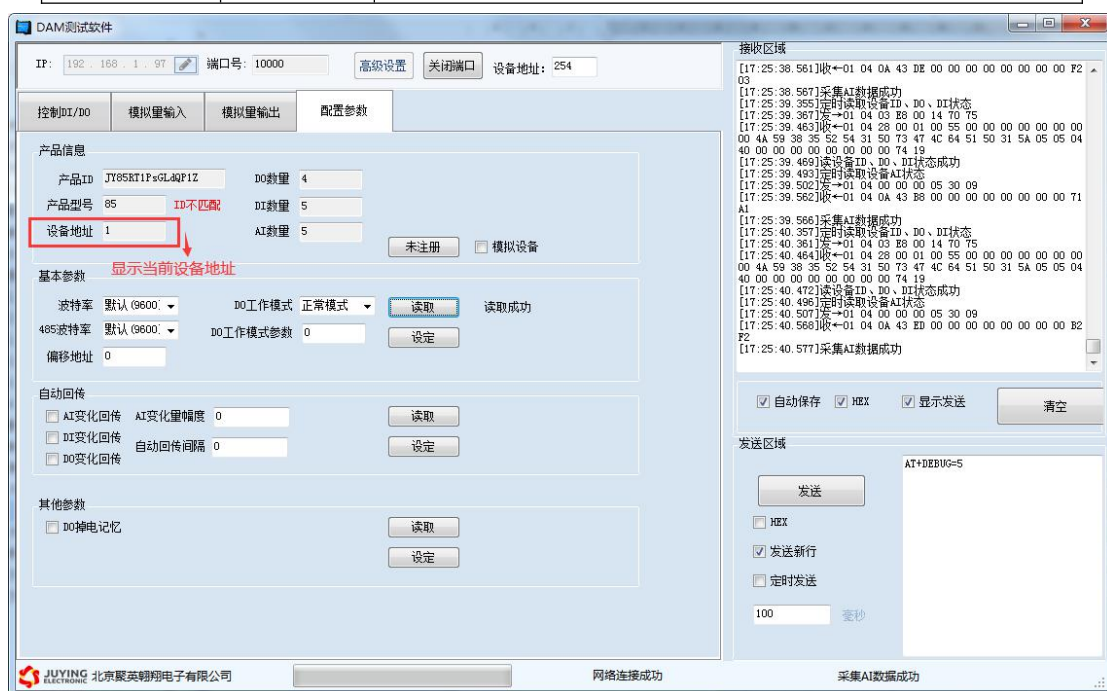 DAM测试软件
IP: 192 . 168 . 1 . 97 端口号: 10000 高级设置 关闭端口 设备地址: 254
控制DI/DO 模拟量输入 模拟量输出 配置参数
产品信息
产品ID JY85RT1PsGLdQP1Z DO数量 4
产品型号 85 ID不匹配 DI数量 5
设备地址 1 AI数量 5 未注册 模拟设备
显示当前设备地址
基本参数
波特率 默认(9600) DO工作模式 正常模式 读取 读取成功
485波特率 默认(9600) DO工作模式参数 0 设定
偏移地址 0
自动回传
AI变化回传 AI变化量幅度 0 读取
DI变化回传 自动回传间隔 0 设定
DO变化回传
其他参数
DO掉电记忆 读取
设定
接收区域
[17:25:38.561]收←01 04 0A 43 DE 00 00 00 00 00 00 00 00 F2
03
[17:25:38.567]采集AI数据成功
[17:25:39.355]定时读取设备ID、DO、DI状态
[17:25:39.367]发→01 04 03 E8 00 14 70 75
[17:25:39.463]收←01 04 28 00 01 00 55 00 00 00 00 00 00 00
00 4A 59 38 35 52 54 31 50 73 47 4C 64 51 50 31 5A 05 05 04
40 00 00 00 00 00 00 00 00 74 19
[17:25:39.469]读设备ID、DO、DI状态成功
[17:25:39.493]定时读取设备AI状态
[17:25:39.502]发→01 04 00 00 00 05 30 09
[17:25:39.562]收←01 04 0A 43 B8 00 00 00 00 00 00 00 00 71
A1
[17:25:39.566]采集AI数据成功
[17:25:40.357]定时读取设备ID、DO、DI状态
[17:25:40.361]发→01 04 03 E8 00 14 70 75
[17:25:40.464]收←01 04 28 00 01 00 55 00 00 00 00 00 00 00
00 4A 59 38 35 52 54 31 50 73 47 4C 64 51 50 31 5A 05 05 04
40 00 00 00 00 00 00 00 00 74 19
[17:25:40.472]读设备ID、DO、DI状态成功
[17:25:40.496]定时读取设备AI状态
[17:25:40.507]发→01 04 00 00 00 05 30 09
[17:25:40.568]收←01 04 0A 43 ED 00 00 00 00 00 00 00 00 B2
F2
[17:25:40.577]采集AI数据成功
自动保存 HEX 显示发送 清空
发送区域
AT+DEBUG=5
发送
HEX
发送新行
定时发送
100 毫秒
JUYING ELECTRONIC 北京聚英翱翔电子有限公司 网络连接成功 采集AI数据成功